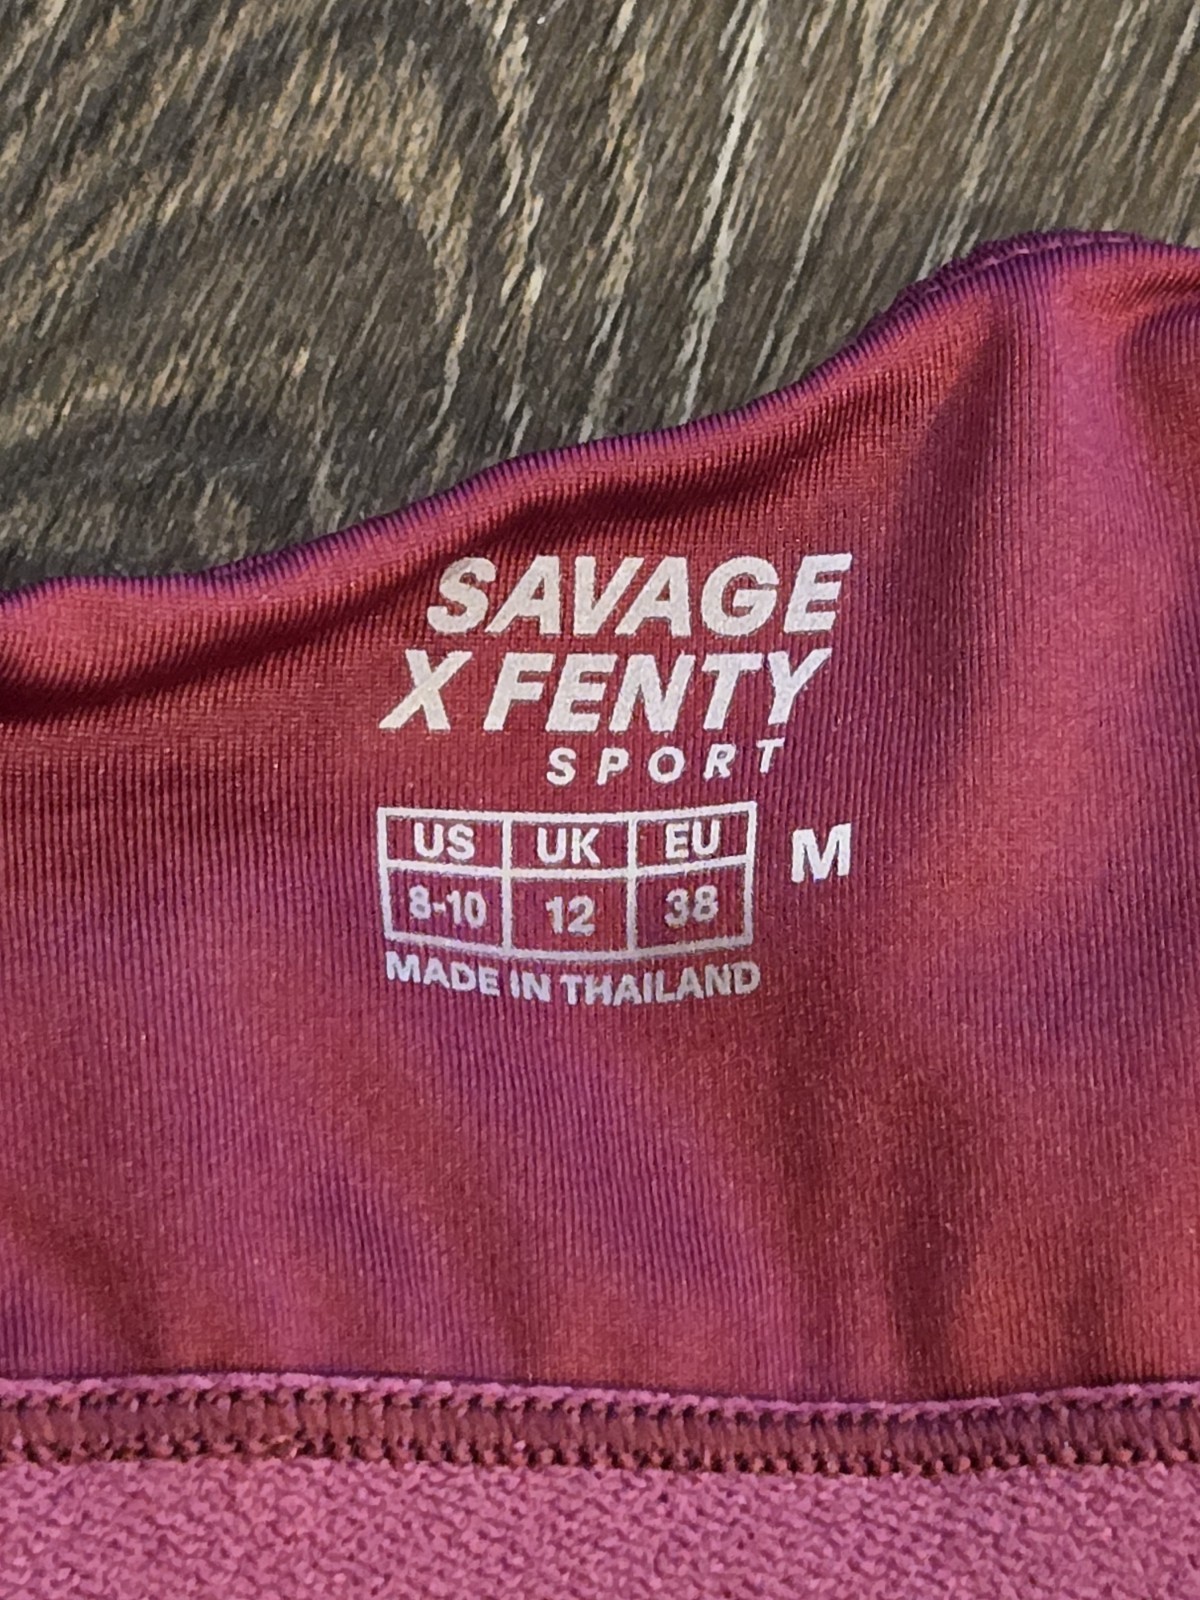 SAVAGE
X FENTY
SPORT
US UK EU M
8-10 12 38
MADE IN THAILAND